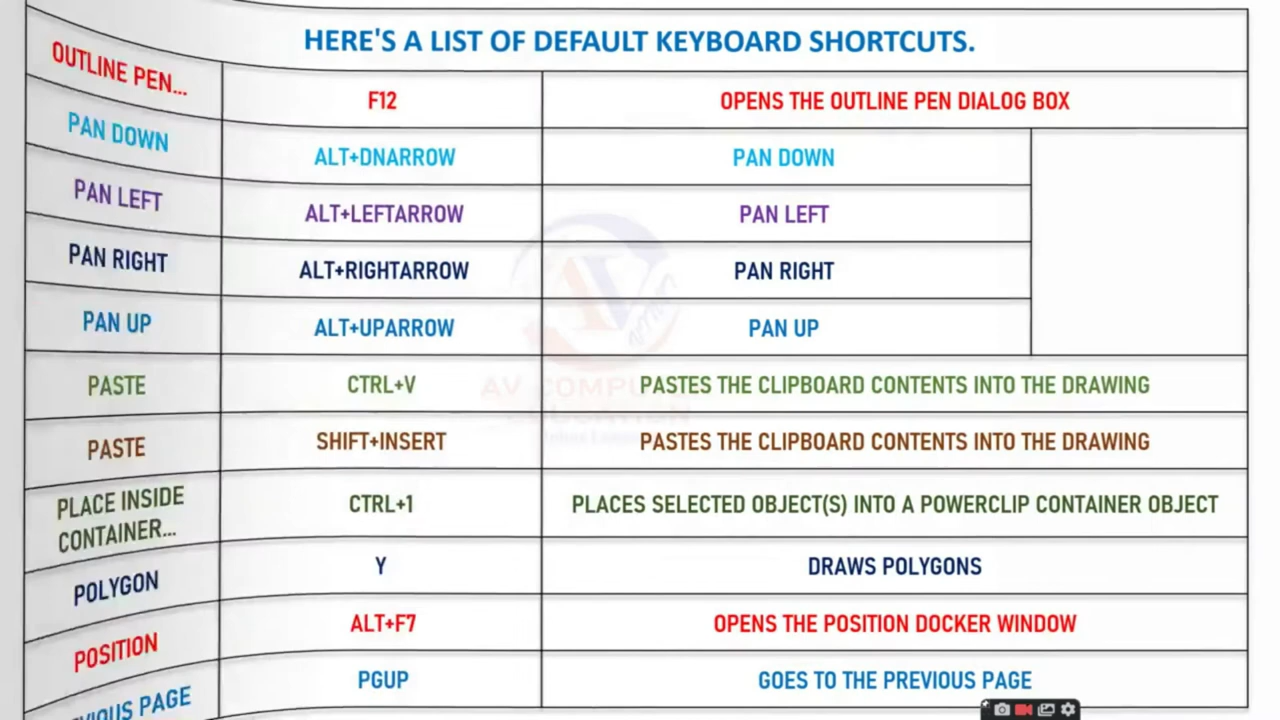 HERE'S A LIST OF DEFAULT KEYBOARD SHORTCUTS.
OUTLINE PEN... F12 OPENS THE OUTLINE PEN DIALOG BOX
PAN DOWN ALT+DNARROW PAN DOWN
PAN LEFT ALT+LEFTARROW PAN LEFT
PAN RIGHT ALT+RIGHTARROW PAN RIGHT
PAN UP ALT+UPARROW PAN UP
PASTE CTRL+V PASTES THE CLIPBOARD CONTENTS INTO THE DRAWING
PASTE SHIFT+INSERT PASTES THE CLIPBOARD CONTENTS INTO THE DRAWING
PLACE INSIDE
CONTAINER... CTRL+1 PLACES SELECTED OBJECT(S) INTO A POWERCLIP CONTAINER OBJECT
POLYGON Y DRAWS POLYGONS
POSITION ALT+F7 OPENS THE POSITION DOCKER WINDOW
PAGE PGUP GOES TO THE PREVIOUS PAGE